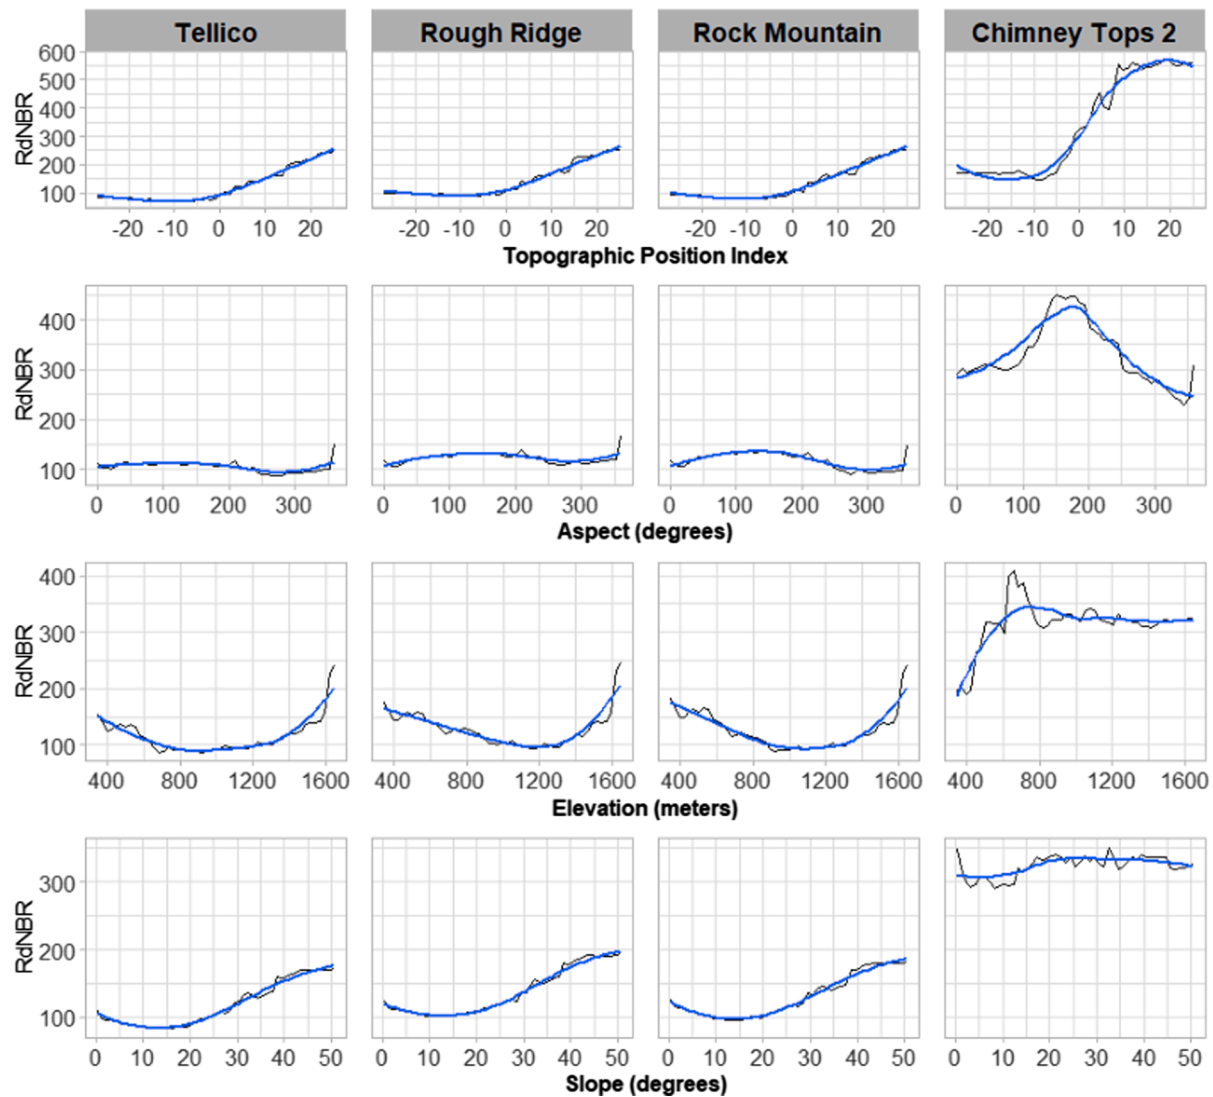 Tellico Rough Ridge Rock Mountain Chimney Tops 2
600
500
400
300
200
100
RdNBR
-20 -10 0 10 20 -20 -10 0 10 20 -20 -10 0 10 20 -20 -10 0 10 20
Topographic Position Index
400
300
200
100
RdNBR
0 100 200 300 0 100 200 300 0 100 200 300 0 100 200 300
Aspect (degrees)
400
300
200
100
RdNBR
400 800 1200 1600 400 800 1200 1600 400 800 1200 1600 400 800 1200 1600
Elevation (meters)
300
200
100
RdNBR
0 10 20 30 40 50 0 10 20 30 40 50 0 10 20 30 40 50 0 10 20 30 40 50
Slope (degrees)